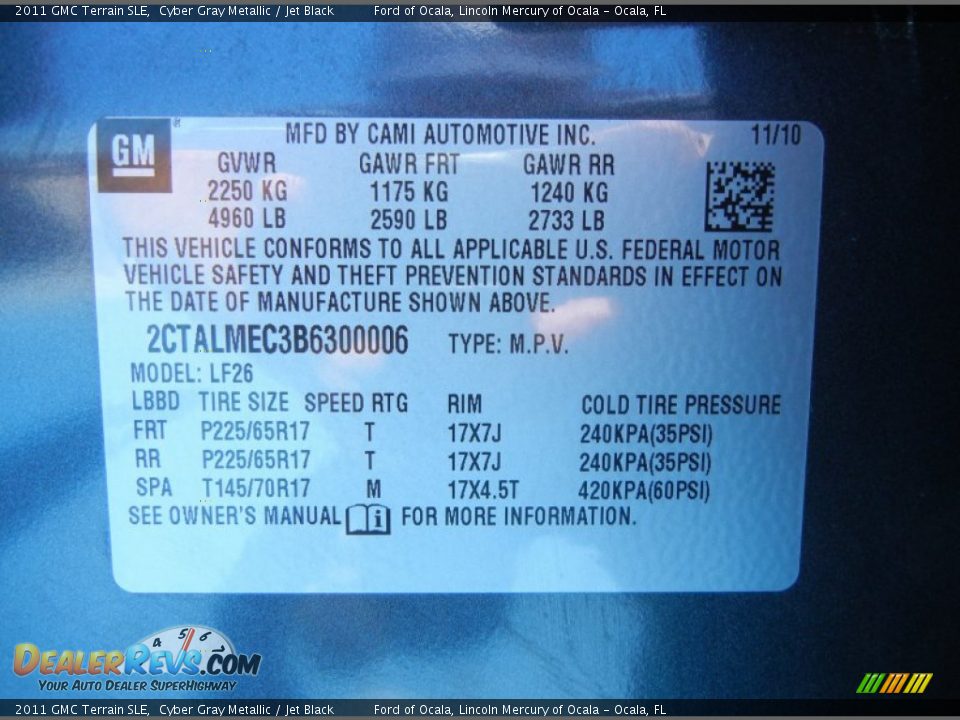 2011 GMC Terrain SLE, Cyber Gray Metallic / Jet Black Ford of Ocala, Lincoln Mercury of Ocala - Ocala, FL
GM
MFD BY CAMI AUTOMOTIVE INC. 11/10
GVWR GAWR FRT GAWR RR
2250 KG 1175 KG 1240 KG
4960 LB 2590 LB 2733 LB
THIS VEHICLE CONFORMS TO ALL APPLICABLE U.S. FEDERAL MOTOR
VEHICLE SAFETY AND THEFT PREVENTION STANDARDS IN EFFECT ON
THE DATE OF MANUFACTURE SHOWN ABOVE.
2CTALMEC3B6300006 TYPE: M.P.V.
MODEL: LF26
LBBD TIRE SIZE SPEED RTG RIM COLD TIRE PRESSURE
FRT P225/65R17 T 17X7J 240KPA(35PSI)
RR P225/65R17 T 17X7J 240KPA(35PSI)
SPA T145/70R17 M 17X4.5T 420KPA(60PSI)
SEE OWNER'S MANUAL i FOR MORE INFORMATION.
4 5 6
DealerRevs.com
Your Auto Dealer SuperHighway
2011 GMC Terrain SLE, Cyber Gray Metallic / Jet Black Ford of Ocala, Lincoln Mercury of Ocala - Ocala, FL